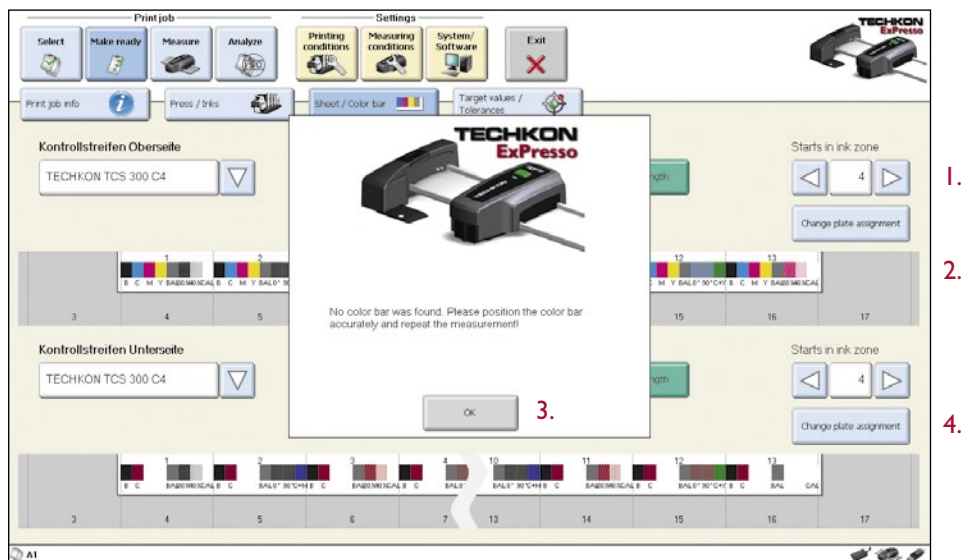 Print job
Settings
Select
Make ready
Measure
Analyze
Printing conditions
Measuring conditions
System/ Software
Exit
TECHKON
ExPresso
Print job info
Press / Inks
Sheet / Color bar
Target values / Tolerances
TECHKON
ExPresso
Kontrollstreifen Oberseite
Starts in ink zone
TECHKON TCS 300 C4
ngth
4
1.
Change plate assignment
2.
1 2 12 13
3 4 5 15 16 17
No color bar was found. Please position the color bar
accurately and repeat the measurement!
Kontrollstreifen Unterseite
Starts in ink zone
TECHKON TCS 300 C4
ngth
4
OK
3.
Change plate assignment
4.
1 2 3 4 10 11 12 13
3 4 5 6 7 13 14 15 16 17
A1